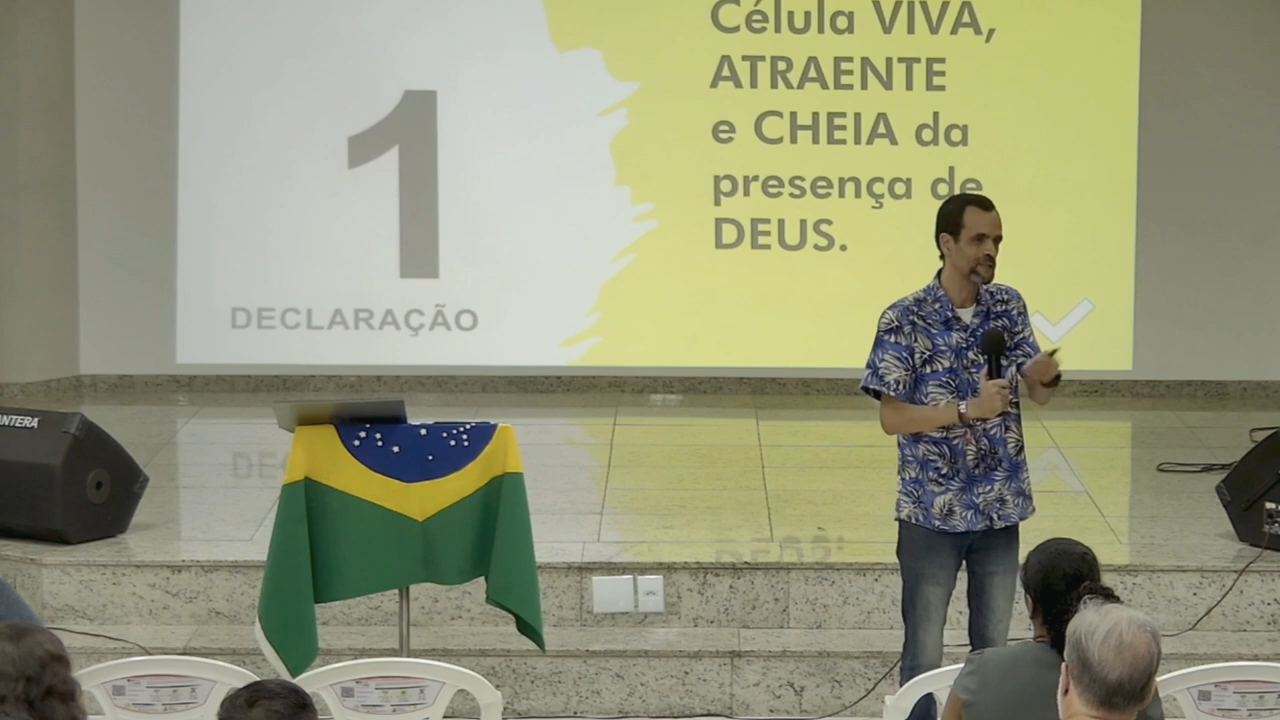 Célula VIVA,
ATRAENTE
e CHEIA da
presença de
DEUS.
1
DECLARAÇÃO
ANTERA